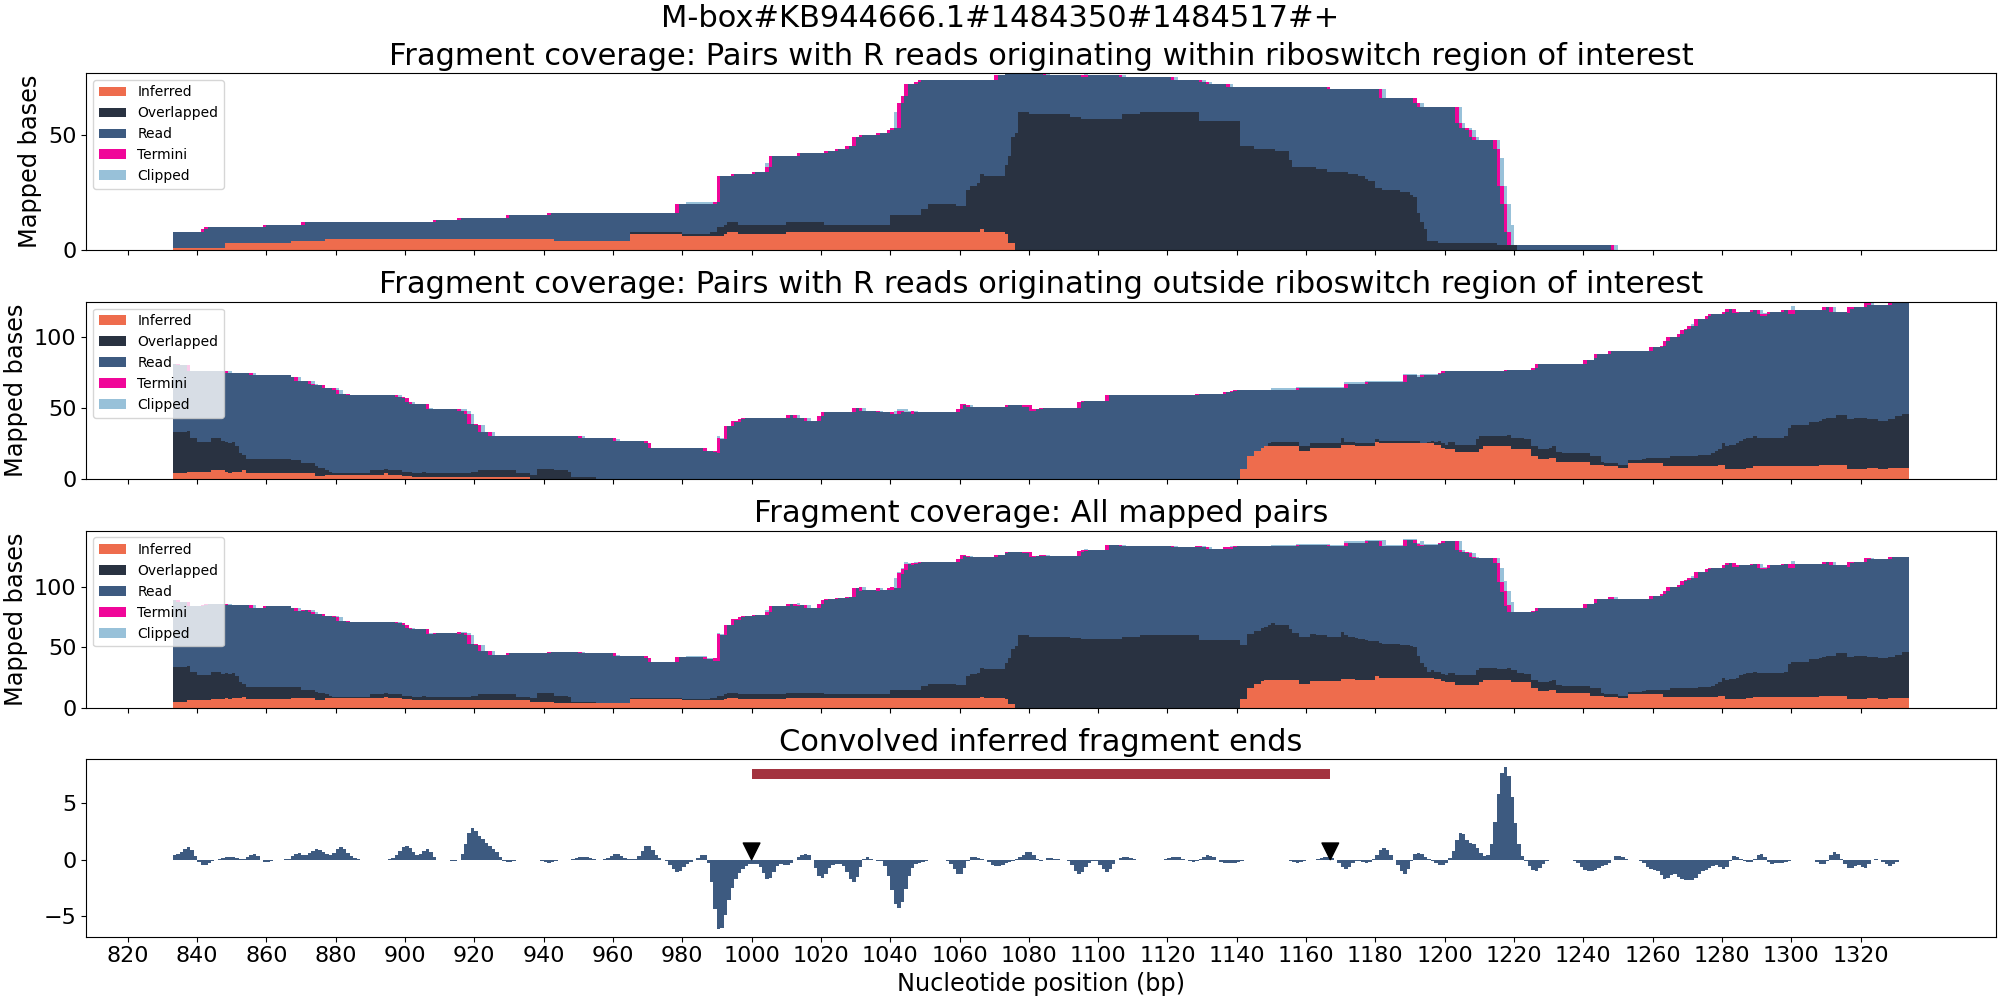 M-box#KB944666.1#1484350#1484517#+
Fragment coverage: Pairs with R reads originating within riboswitch region of interest
Mapped bases
50
0
Inferred
Overlapped
Read
Termini
Clipped
Fragment coverage: Pairs with R reads originating outside riboswitch region of interest
Mapped bases
100
50
0
Inferred
Overlapped
Read
Termini
Clipped
Fragment coverage: All mapped pairs
Mapped bases
100
50
0
Inferred
Overlapped
Read
Termini
Clipped
Convolved inferred fragment ends
5
0
−5
820 840 860 880 900 920 940 960 980 1000 1020 1040 1060 1080 1100 1120 1140 1160 1180 1200 1220 1240 1260 1280 1300 1320
Nucleotide position (bp)